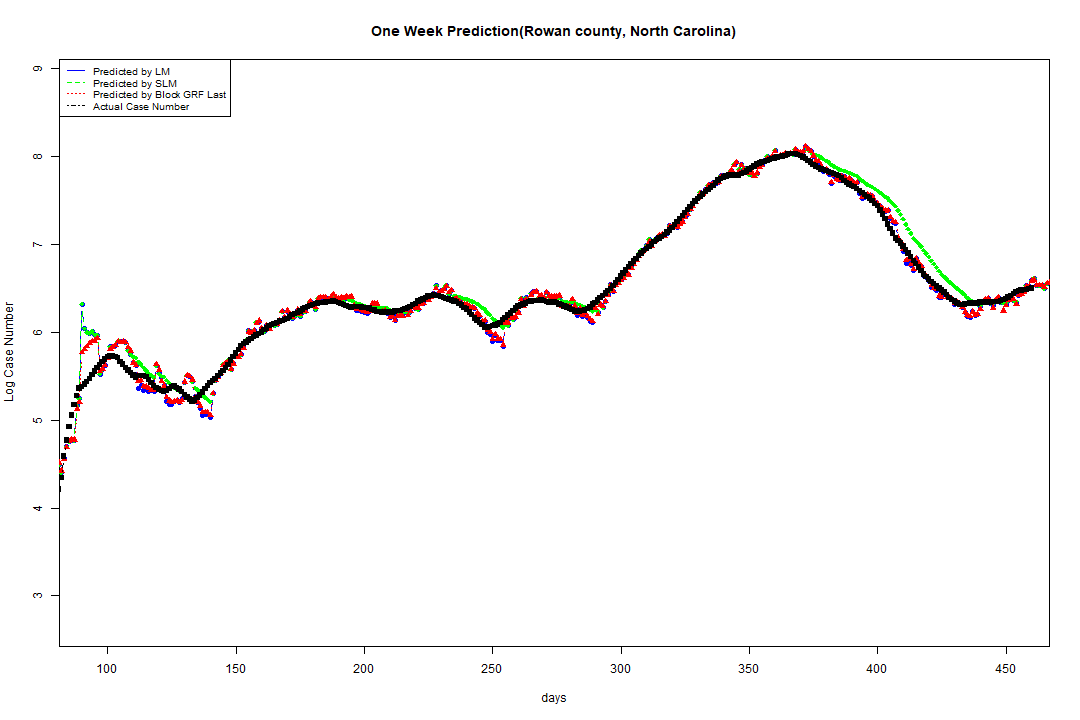 One Week Prediction(Rowan county, North Carolina)
Predicted by LM
Predicted by SLM
Predicted by Block GRF Last
Actual Case Number
9
8
7
6
5
4
3
Log Case Number
100 150 200 250 300 350 400 450
days